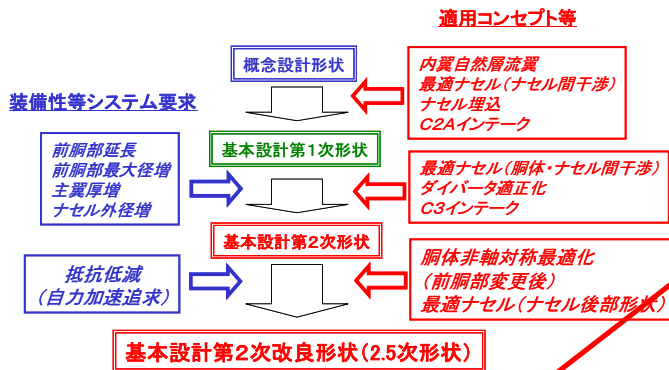 適用コンセプト等
概念設計形状
内翼自然層流翼
最適ナセル(ナセル間干渉)
ナセル埋込
C2Aインテーク
装備性等システム要求
基本設計第1次形状
前胴部延長
前胴部最大径増
主翼厚増
ナセル外径増
最適ナセル(胴体・ナセル間干渉)
ダイバータ適正化
C3インテーク
基本設計第2次形状
抵抗低減
(自力加速追求)
胴体非軸対称最適化
(前胴部変更後)
最適ナセル(ナセル後部形状)
基本設計第2次改良形状(2.5次形状)